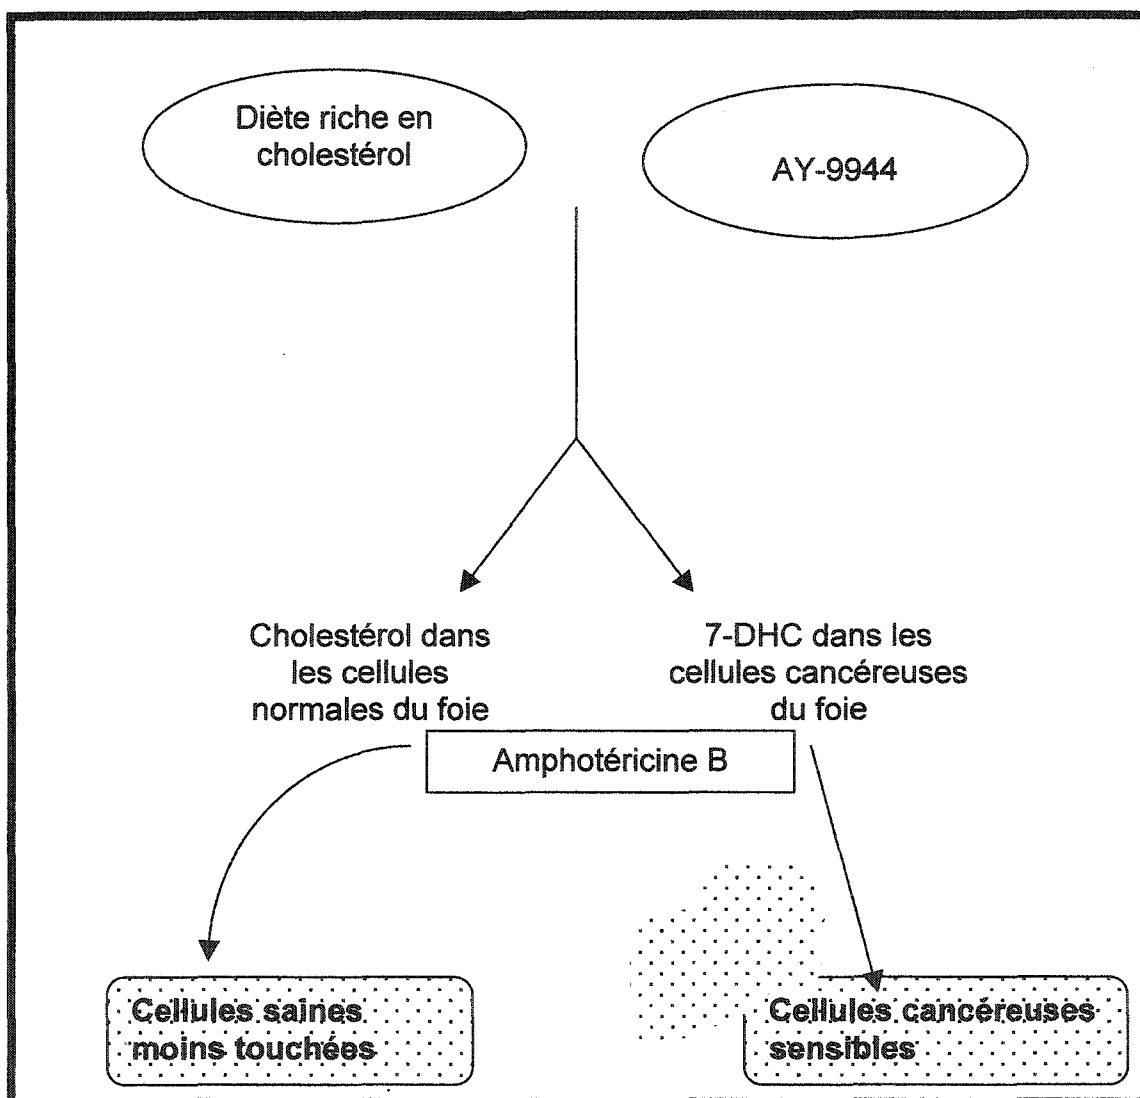 Diète riche en
cholestérol
AY-9944
Cholestérol dans
les cellules
normales du foie
7-DHC dans les
cellules cancéreuses
du foie
Amphotéricine B
Cellules saines
moins touchées
Cellules cancéreuses
sensibles